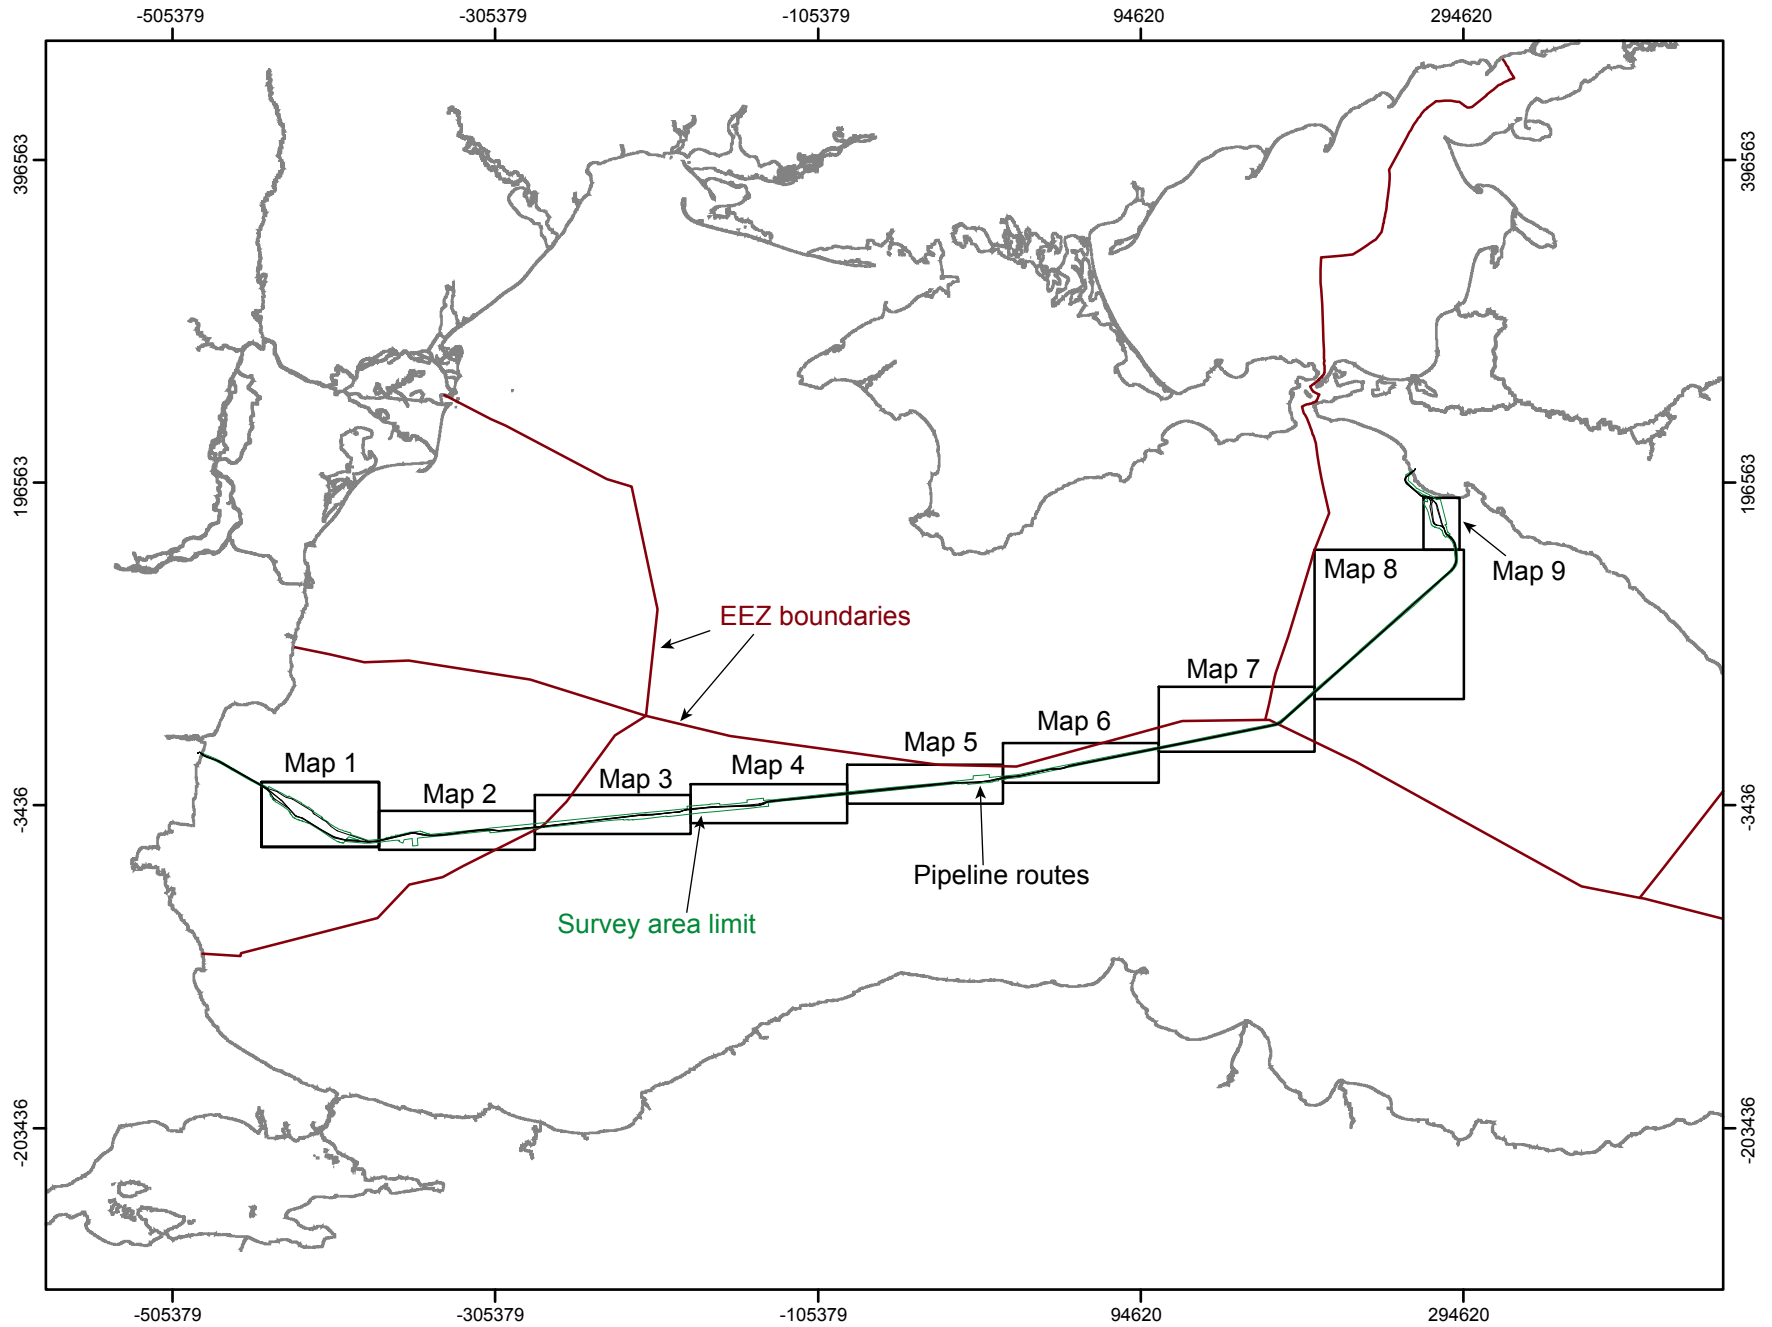 -505379 -305379 -105379 94620 294620
396563 396563
196563 196563
Map 8
Map 9
EEZ boundaries
Map 7
Map 6
Map 5
Map 1
Map 4
Map 3
Map 2
-3436 -3436
Pipeline routes
Survey area limit
-203436 -203436
-505379 -305379 -105379 94620 294620